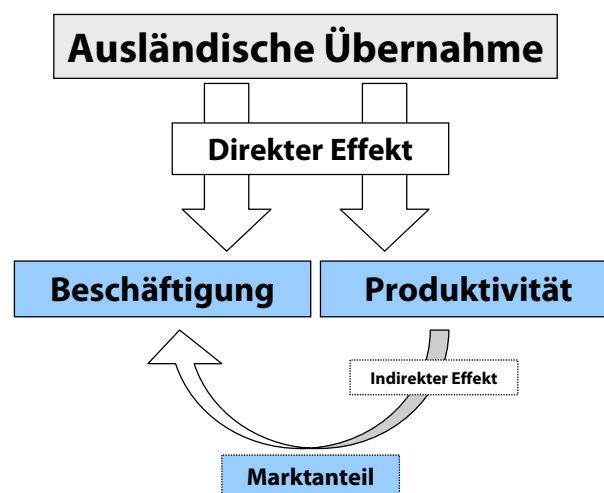 Ausländische Übernahme
Direkter Effekt
Beschäftigung
Produktivität
Indirekter Effekt
Marktanteil